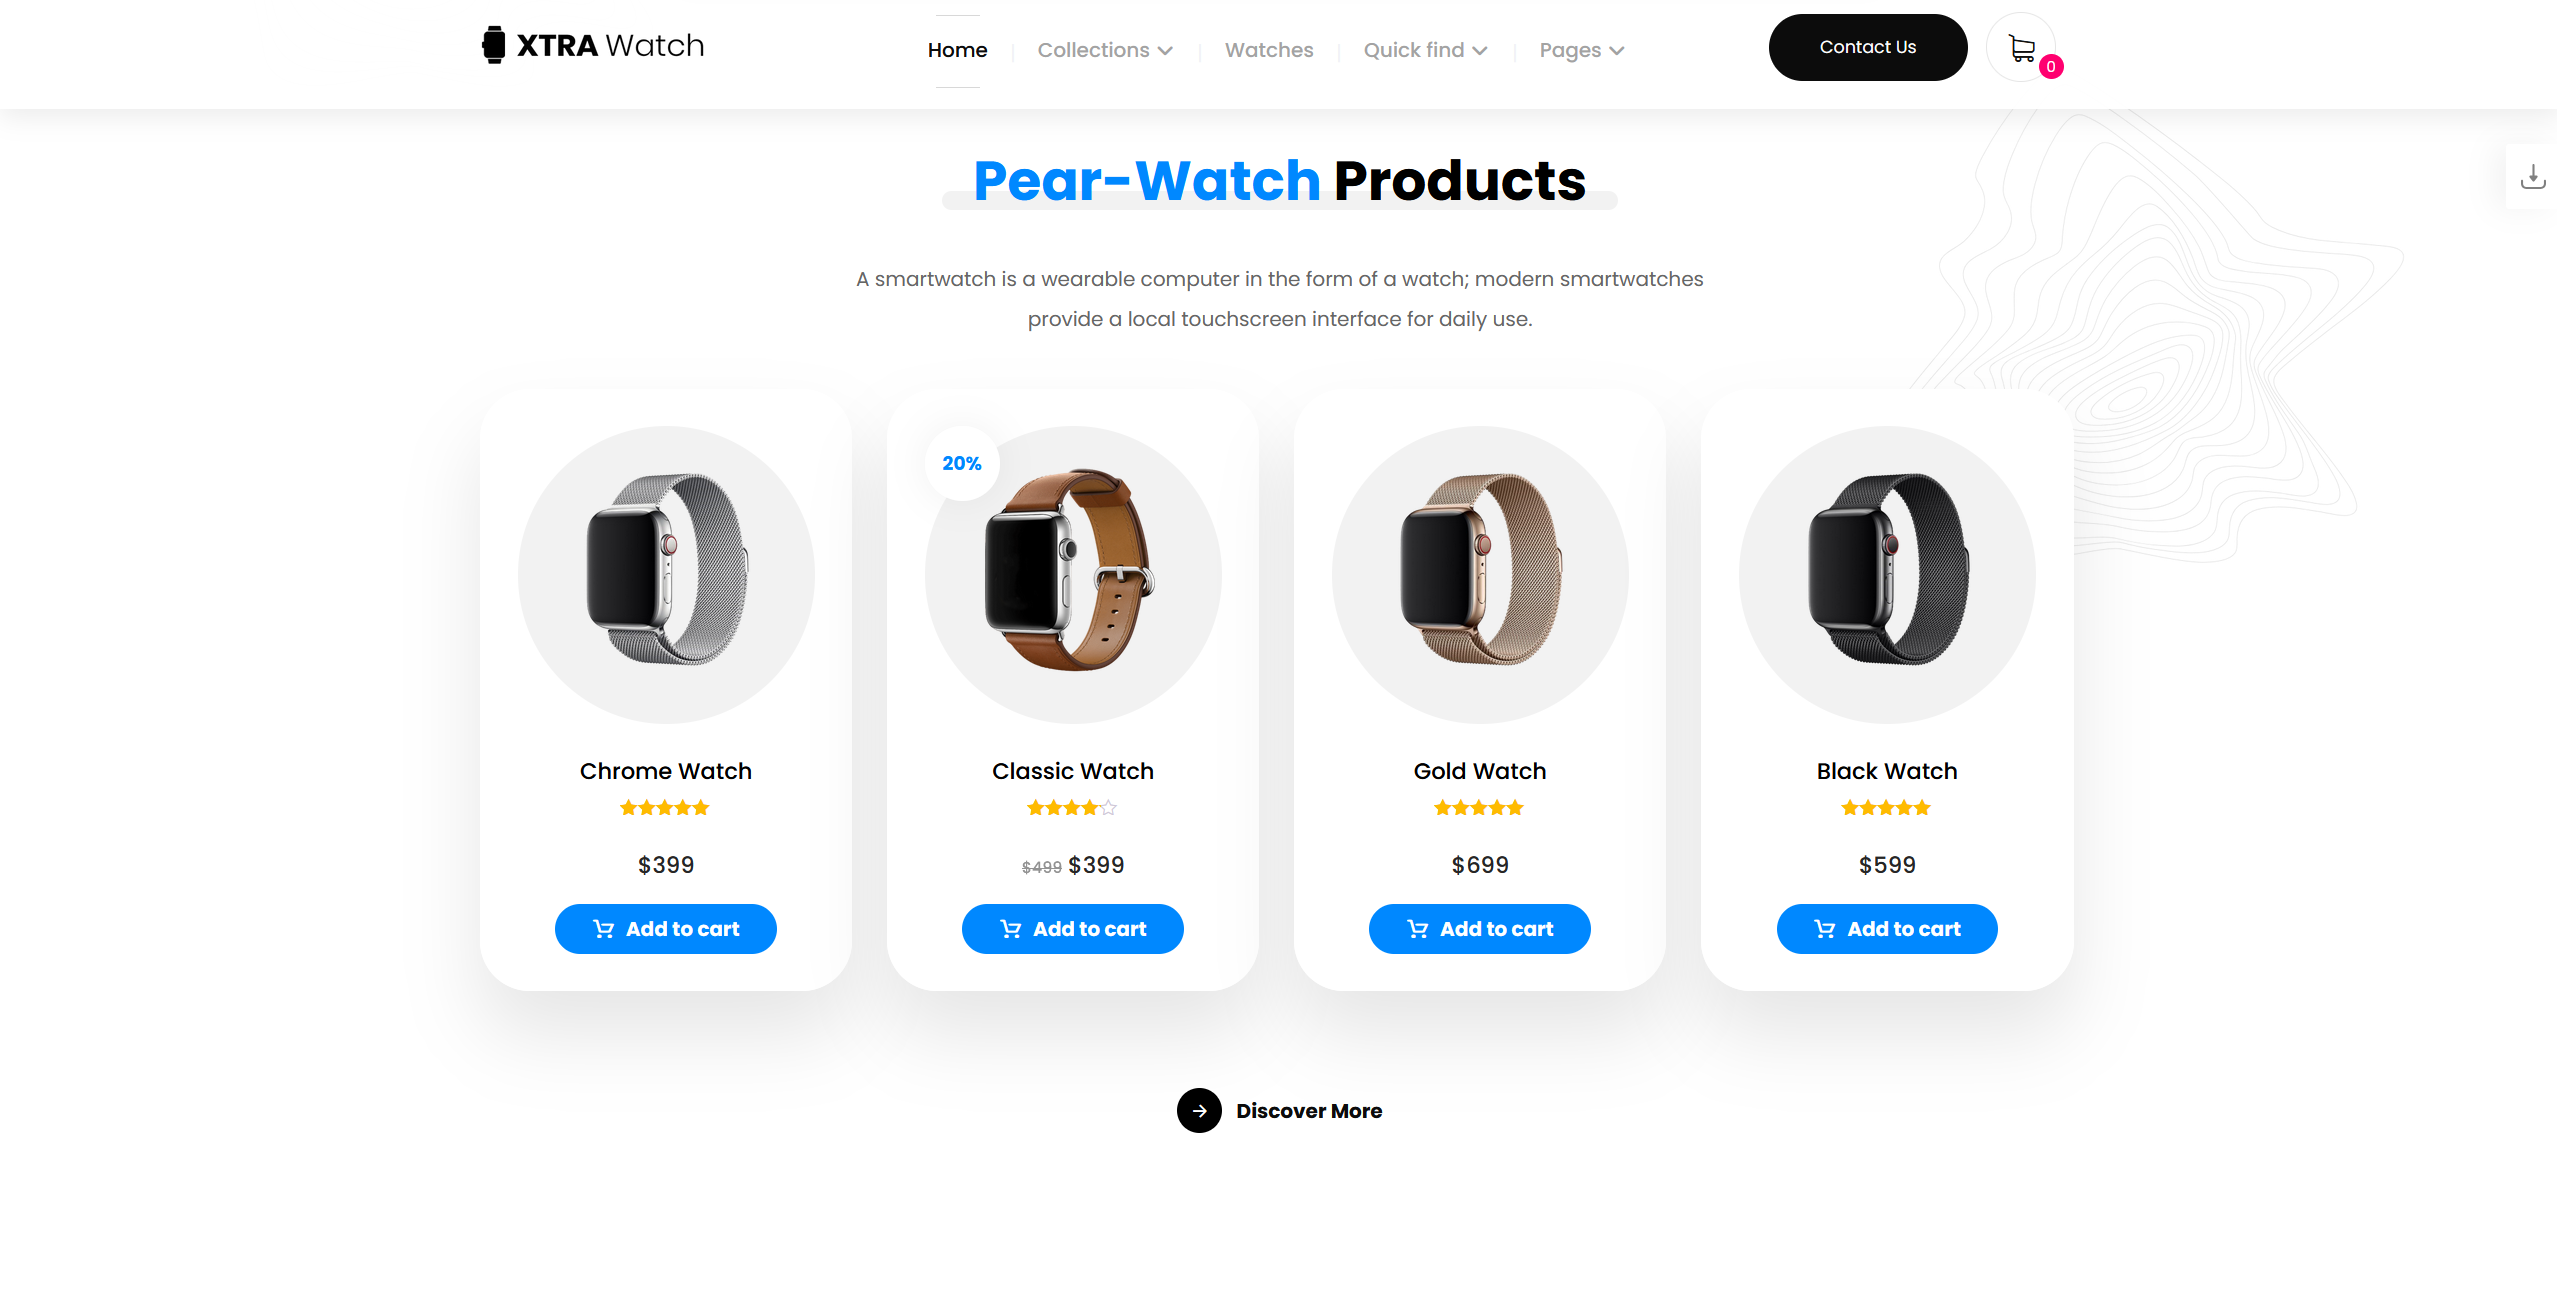 XTRA Watch
Home
Collections
Watches
Quick find
Pages
Contact Us
0
Pear-Watch Products
A smartwatch is a wearable computer in the form of a watch; modern smartwatches
provide a local touchscreen interface for daily use.
Chrome Watch
$399
Add to cart
20%
Classic Watch
$499 $399
Add to cart
Gold Watch
$699
Add to cart
Black Watch
$599
Add to cart
Discover More